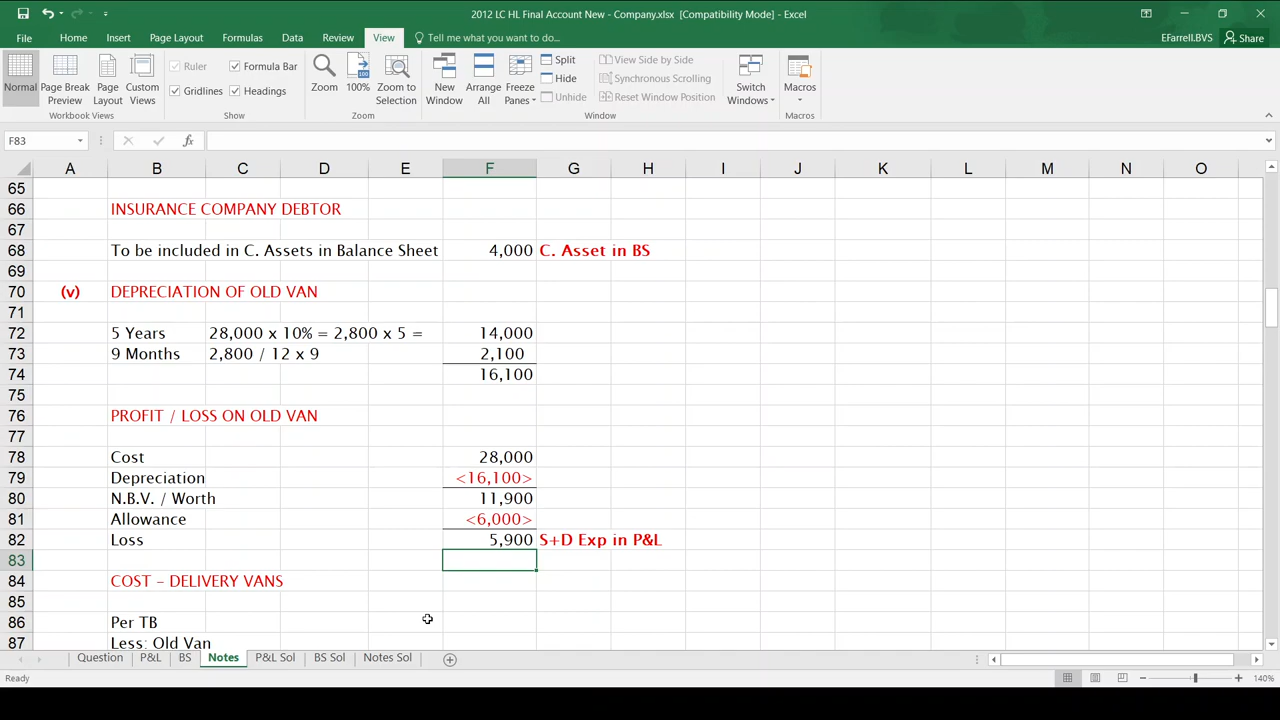 2012 LC HL Final Account New - Company.xlsx [Compatibility Mode] - Excel
File Home Insert Page Layout Formulas Data Review View Tell me what you want to do... EFarrell.BVS Share
Normal Page Break Preview Page Layout Custom Views Ruler Gridlines Formula Bar Headings Zoom 100% Zoom to Selection New Window Arrange All Freeze Panes Split Hide Unhide View Side by Side Synchronous Scrolling Reset Window Position Switch Windows Macros
Workbook Views Show Zoom Window Macros
F83 fx
A B C D E F G H I J K L M N O
65
66 INSURANCE COMPANY DEBTOR
67
68 To be included in C. Assets in Balance Sheet 4,000 C. Asset in BS
69
70 (v) DEPRECIATION OF OLD VAN
71
72 5 Years 28,000 x 10% = 2,800 x 5 = 14,000
73 9 Months 2,800 / 12 x 9 2,100
74 16,100
75
76 PROFIT / LOSS ON OLD VAN
77
78 Cost 28,000
79 Depreciation <16,100>
80 N.B.V. / Worth 11,900
81 Allowance <6,000>
82 Loss 5,900 S+D Exp in P&L
83
84 COST - DELIVERY VANS
85
86 Per TB
87 Less: Old Van
Question P&L BS Notes P&L Sol BS Sol Notes Sol
Ready 140%